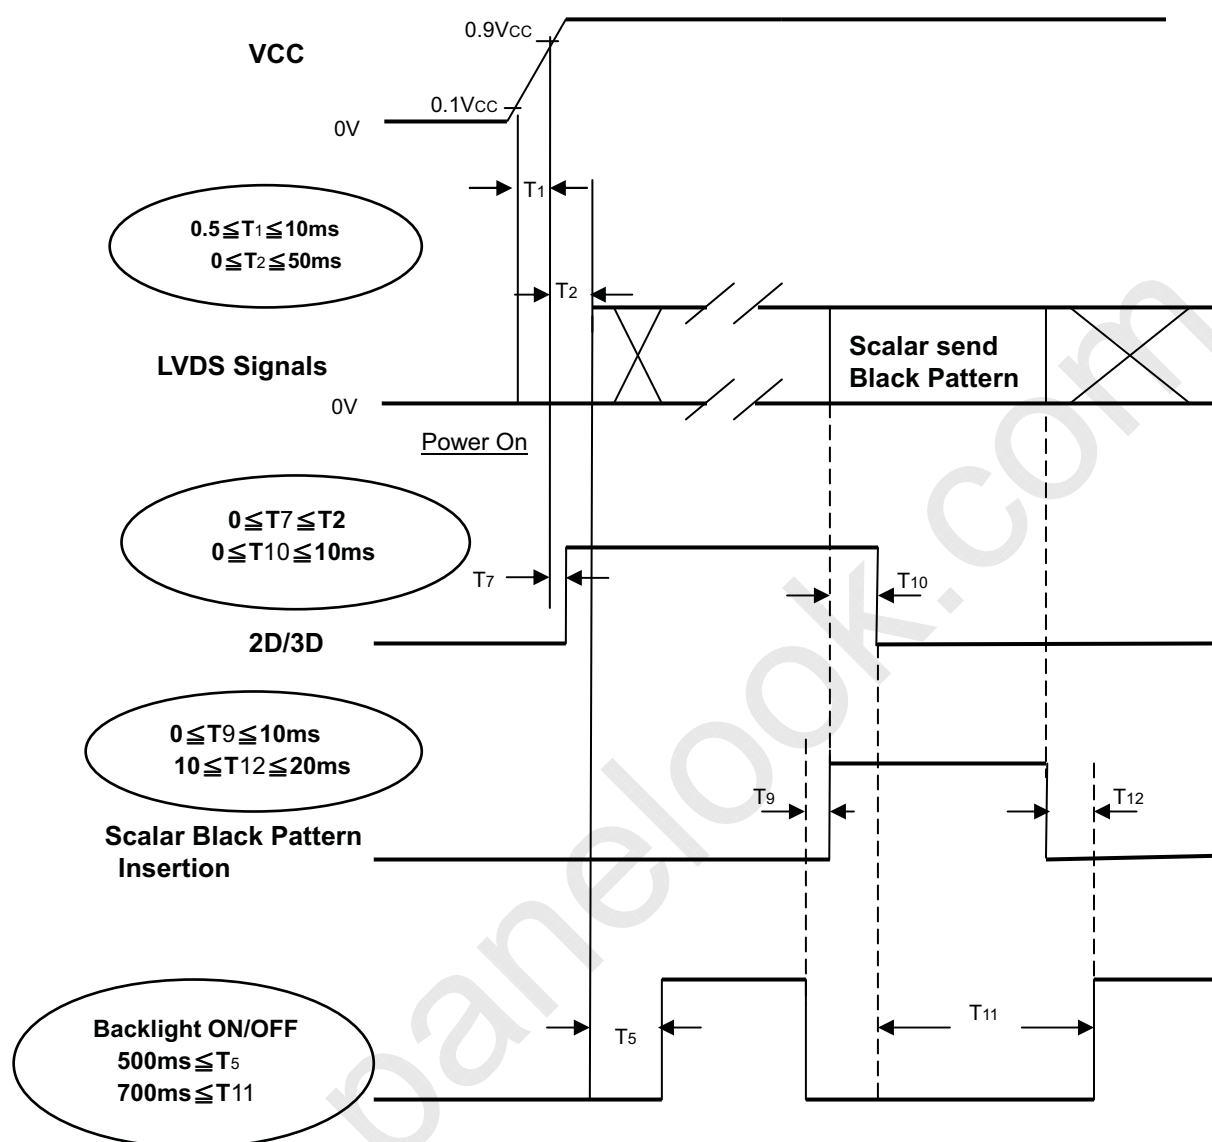 0.9VCC
VCC
0.1VCC
0V
T1
0.5≦T1≦10ms
0≦T2≦50ms
T2
Scalar send
Black Pattern
LVDS Signals
0V
Power On
0≦T7≦T2
0≦T10≦10ms
T7
T10
2D/3D
0≦T9≦10ms
10≦T12≦20ms
T9
T12
Scalar Black Pattern
Insertion
Backlight ON/OFF
500ms≦T5
700ms≦T11
T5
T11
panelook.com